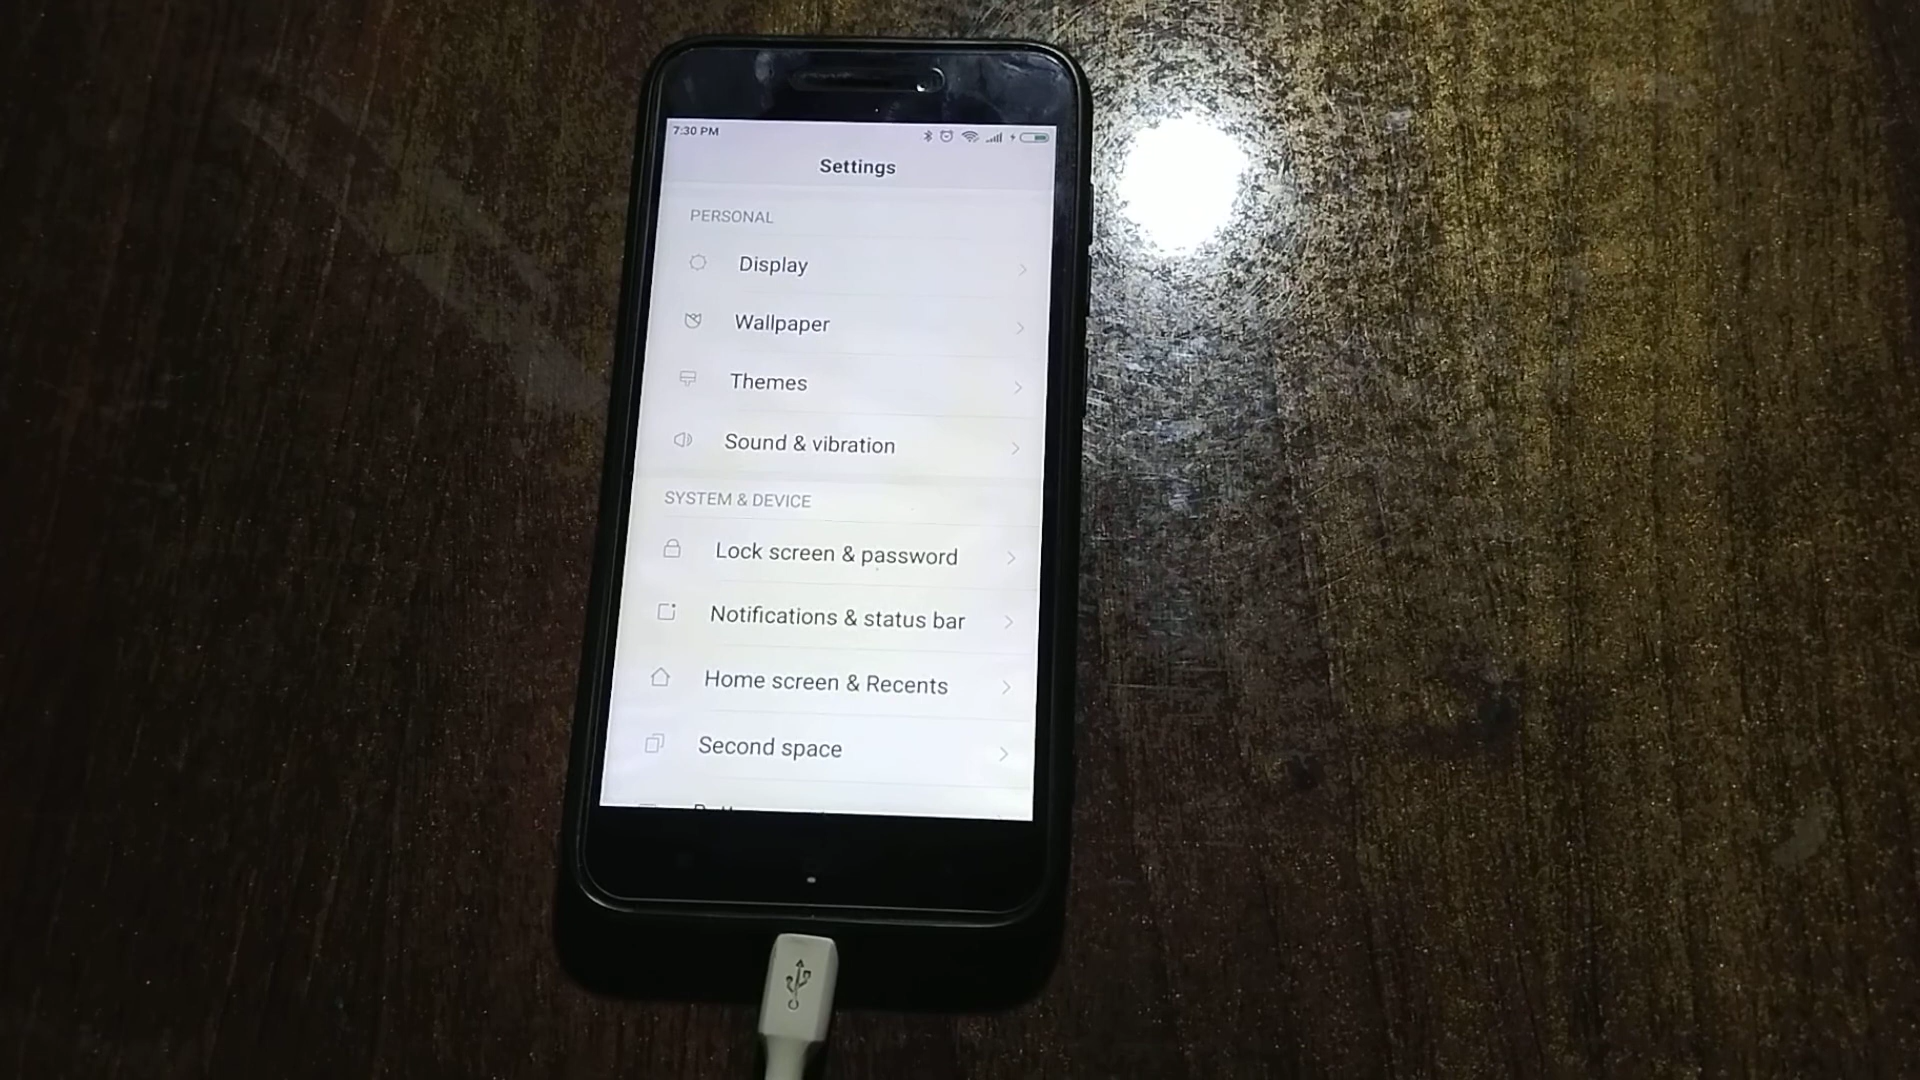 7:30 PM
Settings
PERSONAL
Display
Wallpaper
Themes
Sound & vibration
SYSTEM & DEVICE
Lock screen & password
Notifications & status bar
Home screen & Recents
Second space